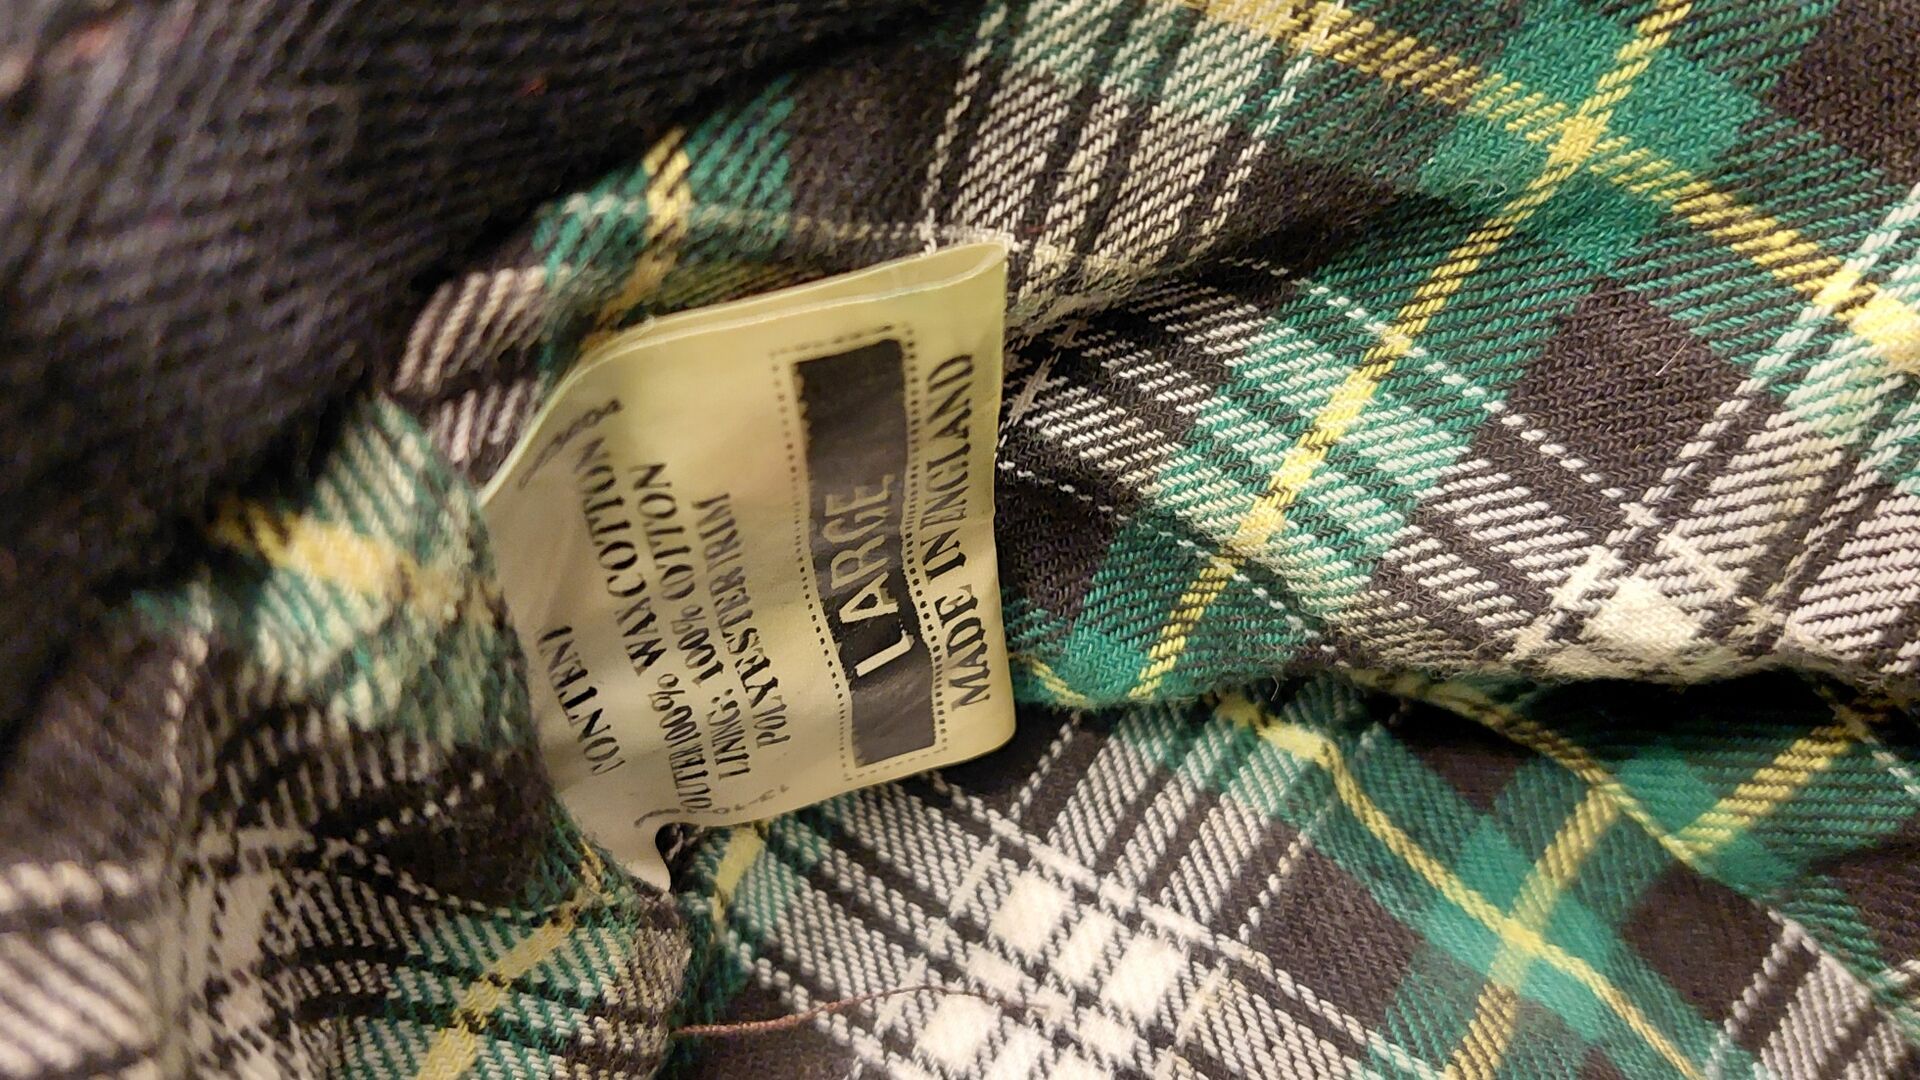 CONTENT
OUTER 100% WAXCOTTON
LINING: 100% COTTON
POLYESTER TRIM
LARGE
MADE IN ENGLAND